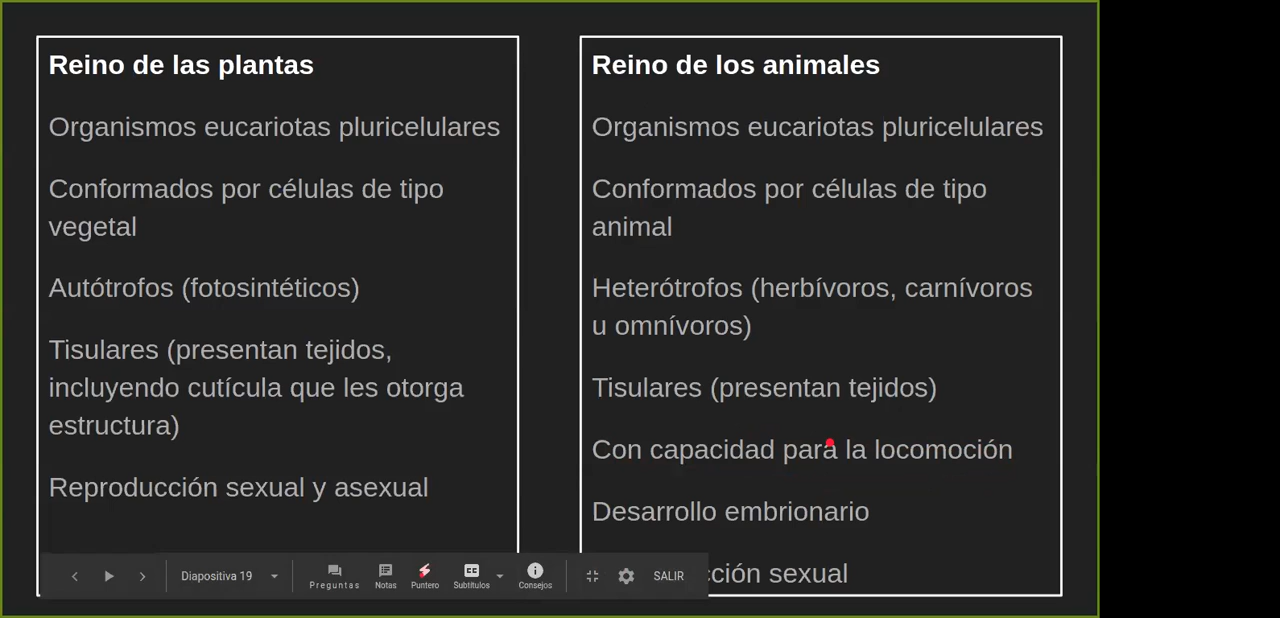 Reino de las plantas
Organismos eucariotas pluricelulares
Conformados por células de tipo
vegetal
Autótrofos (fotosintéticos)
Tisulares (presentan tejidos,
incluyendo cutícula que les otorga
estructura)
Reproducción sexual y asexual
Reino de los animales
Organismos eucariotas pluricelulares
Conformados por células de tipo
animal
Heterótrofos (herbívoros, carnívoros
u omnívoros)
Tisulares (presentan tejidos)
Con capacidad para la locomoción
Desarrollo embrionario
cción sexual
Diapositiva 19
Preguntas
Notas
Puntero
CC
Subtítulos
Consejos
SALIR